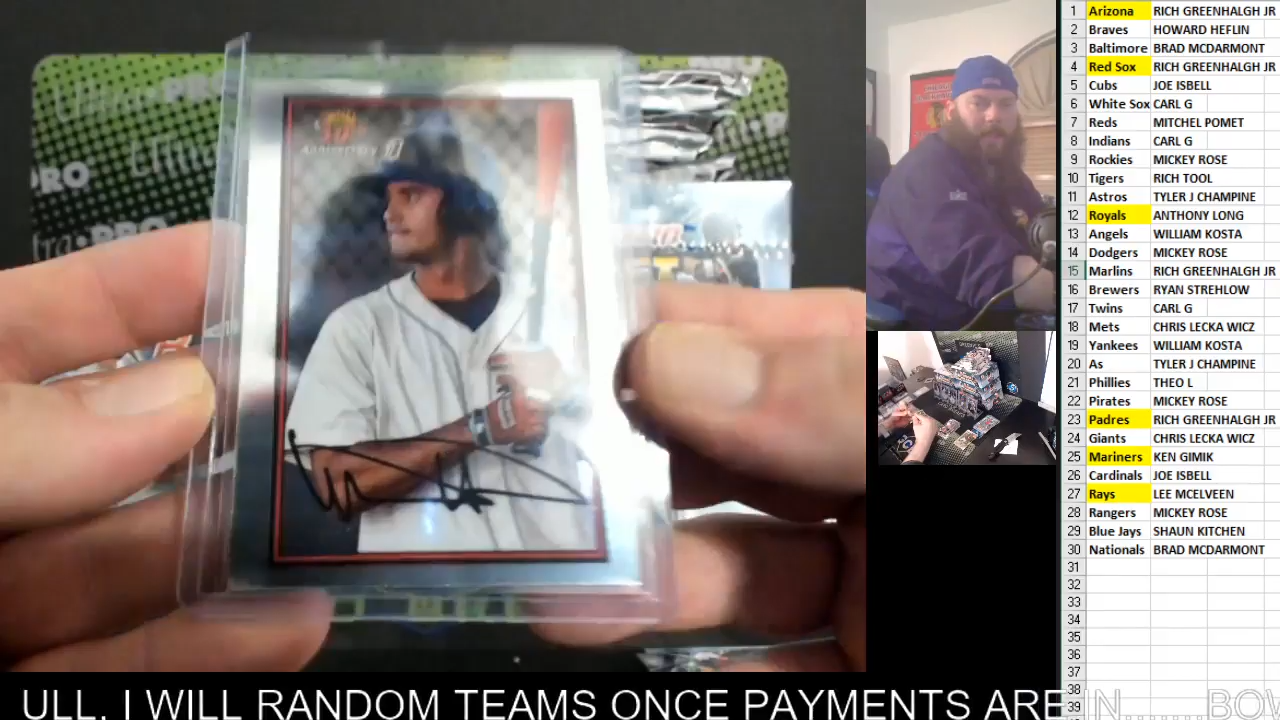 PRO
PRO
Anniversary
1 Arizona RICH GREENHALGH JR
2 Braves HOWARD HEFLIN
3 Baltimore BRAD MCDARMONT
4 Red Sox RICH GREENHALGH JR
5 Cubs JOE ISBELL
6 White Sox CARL G
7 Reds MITCHEL POMET
8 Indians CARL G
9 Rockies MICKEY ROSE
10 Tigers RICH TOOL
11 Astros TYLER J CHAMPINE
12 Royals ANTHONY LONG
13 Angels WILLIAM KOSTA
14 Dodgers MICKEY ROSE
15 Marlins RICH GREENHALGH JR
16 Brewers RYAN STREHLOW
17 Twins CARL G
18 Mets CHRIS LECKA WICZ
19 Yankees WILLIAM KOSTA
20 As TYLER J CHAMPINE
21 Phillies THEO L
22 Pirates MICKEY ROSE
23 Padres RICH GREENHALGH JR
24 Giants CHRIS LECKA WICZ
25 Mariners KEN GIMIK
26 Cardinals JOE ISBELL
27 Rays LEE MCELVEEN
28 Rangers MICKEY ROSE
29 Blue Jays SHAUN KITCHEN
30 Nationals BRAD MCDARMONT
31
32
33
34
35
36
37
38
39
ULL, I WILL RANDOM TEAMS ONCE PAYMENTS ARE IN.......BOW